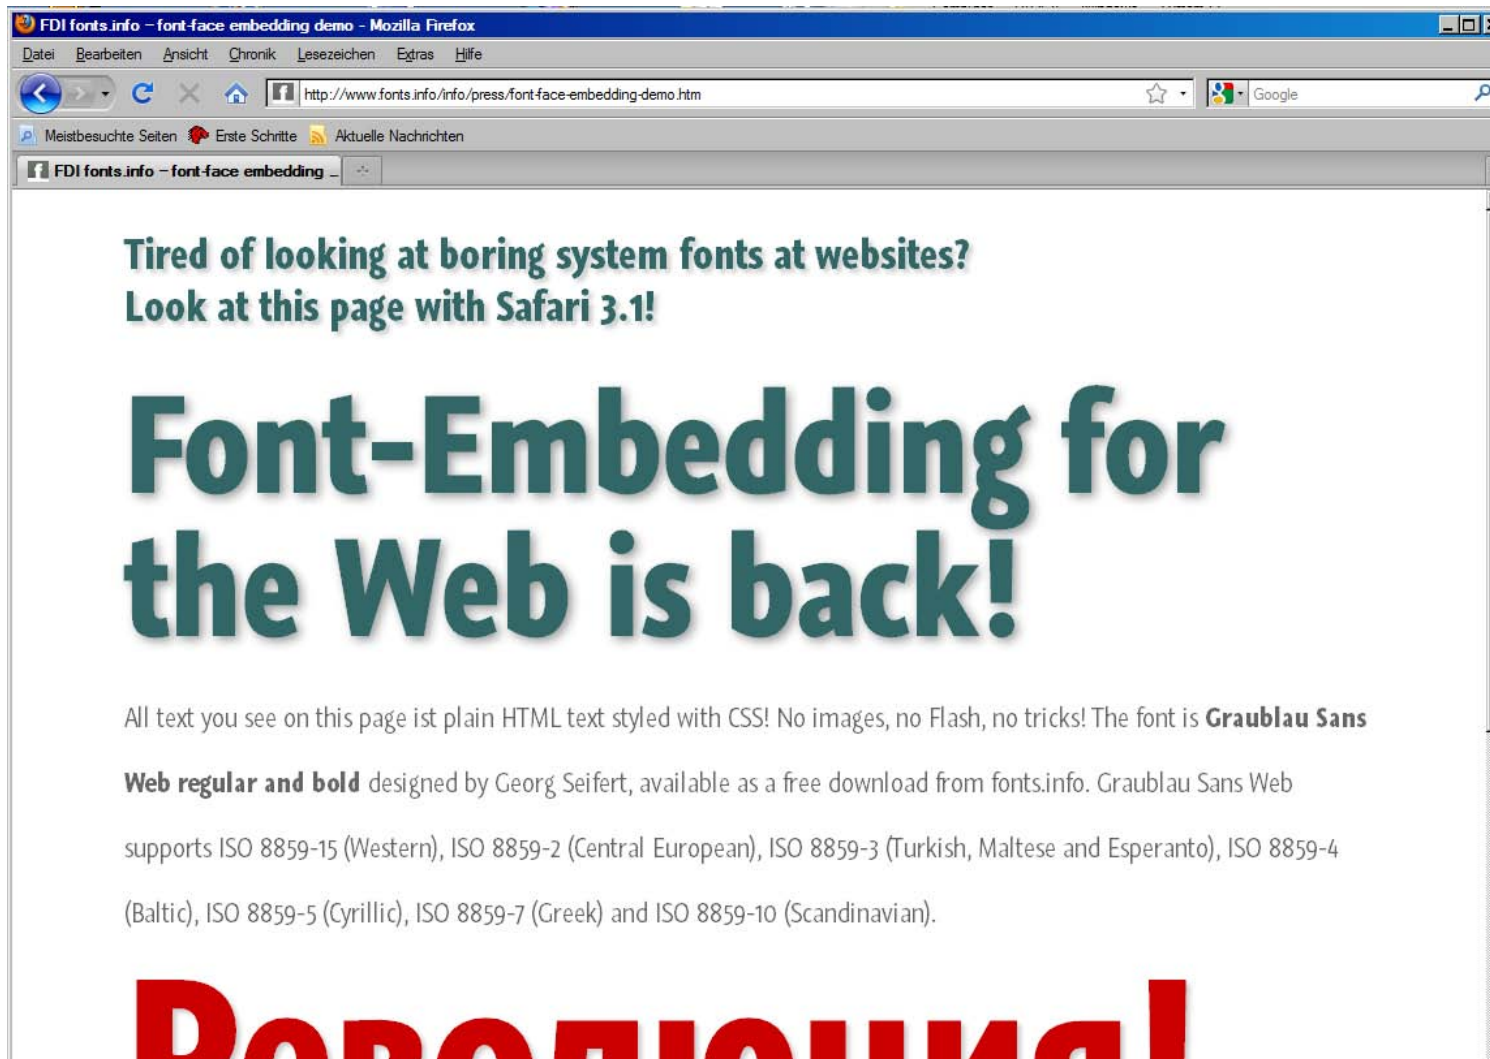 FDI fonts.info – font-face embedding demo - Mozilla Firefox
Datei Bearbeiten Ansicht Chronik Lesezeichen Extras Hilfe
http://www.fonts.info/info/press/font-face-embedding-demo.htm
Google
Meistbesuchte Seiten Erste Schritte Aktuelle Nachrichten
FDI fonts.info – font-face embedding ...
Tired of looking at boring system fonts at websites?
Look at this page with Safari 3.1!
Font-Embedding for
the Web is back!
All text you see on this page ist plain HTML text styled with CSS! No images, no Flash, no tricks! The font is Graublau Sans
Web regular and bold designed by Georg Seifert, available as a free download from fonts.info. Graublau Sans Web
supports ISO 8859-15 (Western), ISO 8859-2 (Central European), ISO 8859-3 (Turkish, Maltese and Esperanto), ISO 8859-4
(Baltic), ISO 8859-5 (Cyrillic), ISO 8859-7 (Greek) and ISO 8859-10 (Scandinavian).
Революция!